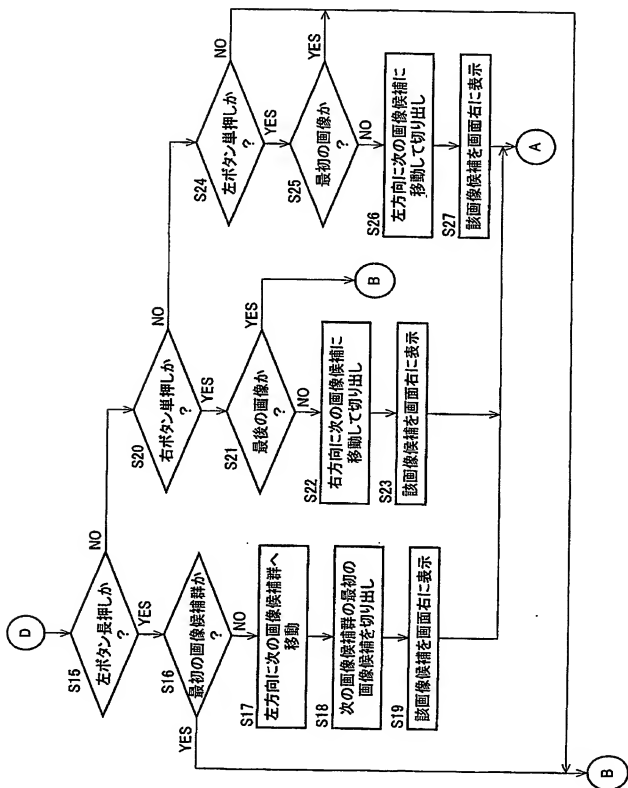 D
S15
左ボタン長押しか
?
NO
YES
S16
最初の画像候補群か
?
YES
NO
S17
左方向に次の画像候補群へ
移動
S18
次の画像候補群の最初の
画像候補を切り出し
S19
該画像候補を画面右に表示
S20
右ボタン単押しか
?
NO
YES
S21
最後の画像か
?
YES
NO
B
S22
右方向に次の画像候補に
移動して切り出し
S23
該画像候補を画面右に表示
S24
左ボタン単押しか
?
NO
YES
S25
最初の画像か
?
YES
NO
S26
左方向に次の画像候補に
移動して切り出し
S27
該画像候補を画面右に表示
A
B